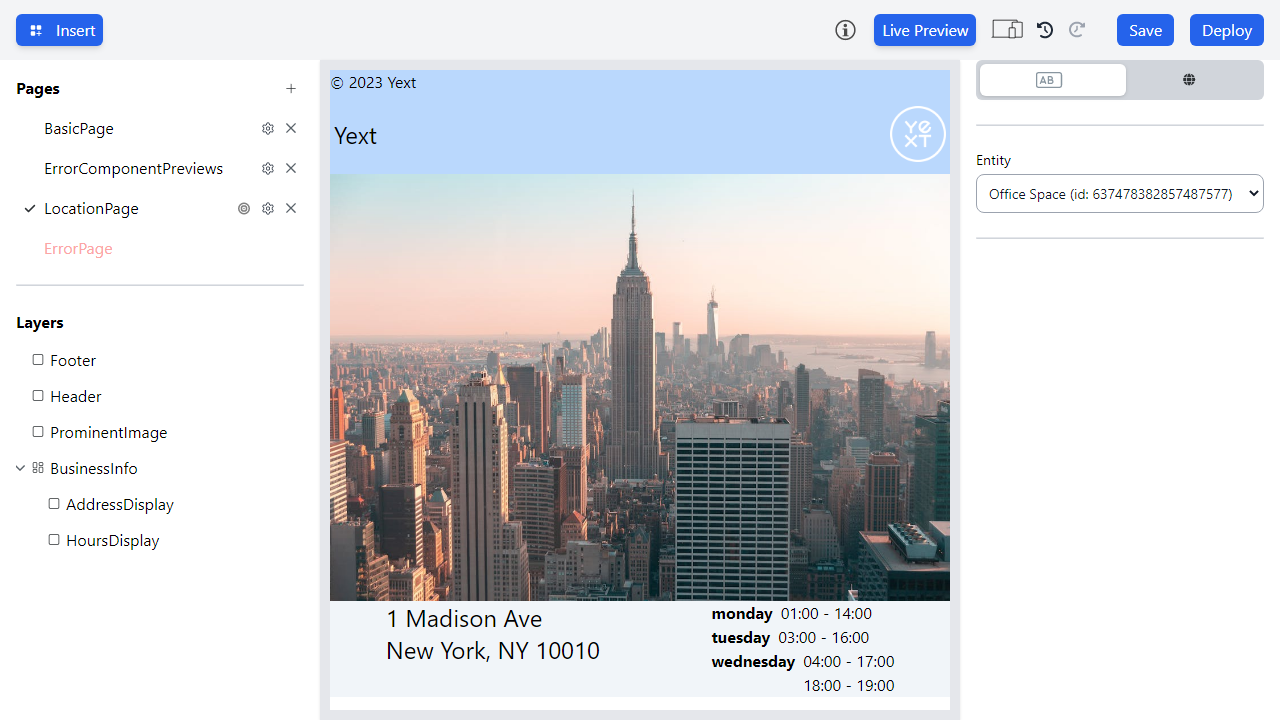 Insert
Live Preview
Save
Deploy
Pages
BasicPage
ErrorComponentPreviews
LocationPage
ErrorPage
Layers
Footer
Header
ProminentImage
BusinessInfo
AddressDisplay
HoursDisplay
© 2023 Yext
Yext
YEXT
1 Madison Ave
New York, NY 10010
monday 01:00 - 14:00
tuesday 03:00 - 16:00
wednesday 04:00 - 17:00
18:00 - 19:00
AB
Entity
Office Space (id: 637478382857487577)